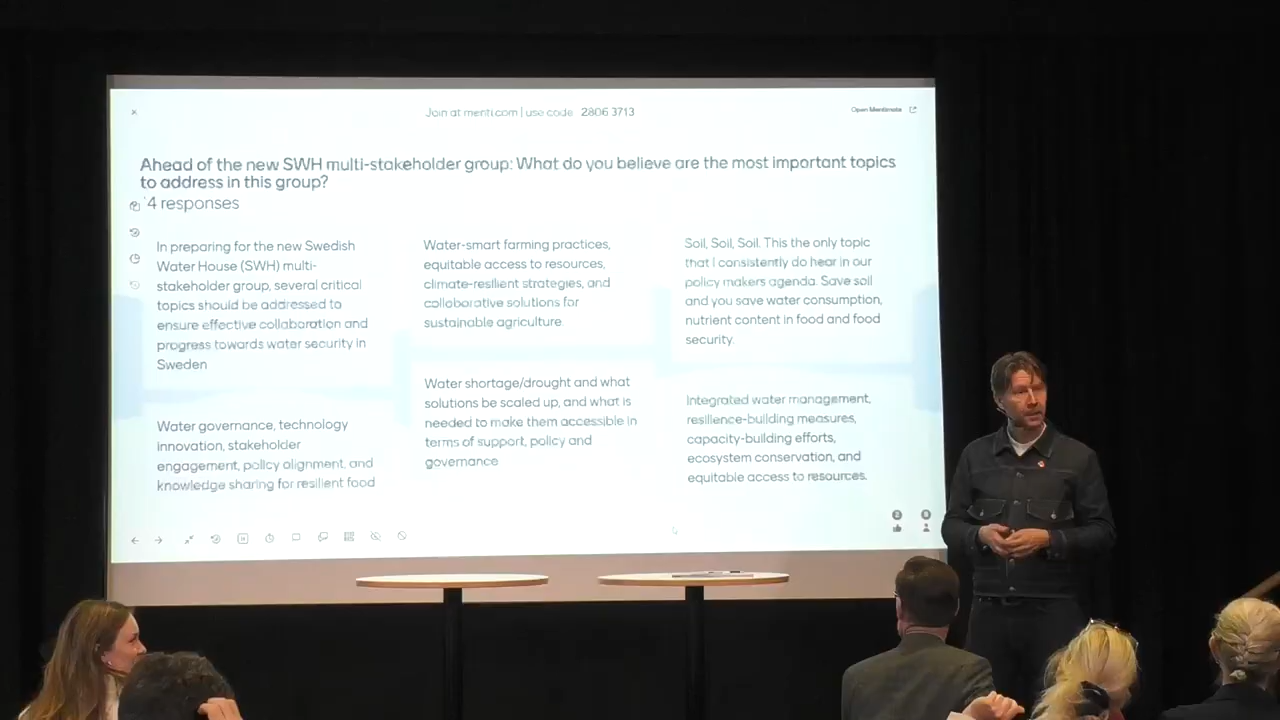 Join at menti.com | use code 2806 3713
Open Mentimote
Ahead of the new SWH multi-stakeholder group: What do you believe are the most important topics
to address in this group?
4 responses
In preparing for the new Swedish
Water House (SWH) multi-
stakeholder group, several critical
topics should be addressed to
ensure effective collaboration and
progress towards water security in
Sweden
Water governance, technology
innovation, stakeholder
engagement, policy alignment, and
knowledge sharing for resilient food
Water-smart farming practices,
equitable access to resources,
climate-resilient strategies, and
collaborative solutions for
sustainable agriculture.
Water shortage/drought and what
solutions be scaled up, and what is
needed to make them accessible in
terms of support, policy and
governance
Soil, Soil, Soil. This the only topic
that I consistently do hear in our
policy makers agenda. Save soil
and you save water consumption,
nutrient content in food and food
security.
Integrated water management,
resilience-building measures,
capacity-building efforts,
ecosystem conservation, and
equitable access to resources.